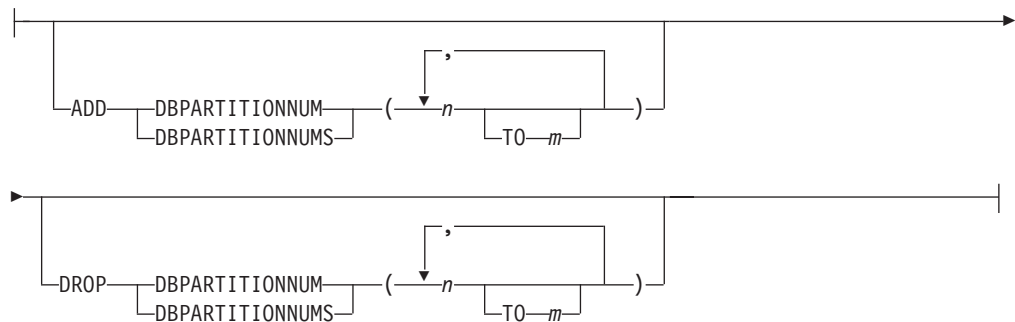 ,
ADD DBPARTITIONNUM ( n )
DBPARTITIONNUMS TO m
,
DROP DBPARTITIONNUM ( n )
DBPARTITIONNUMS TO m